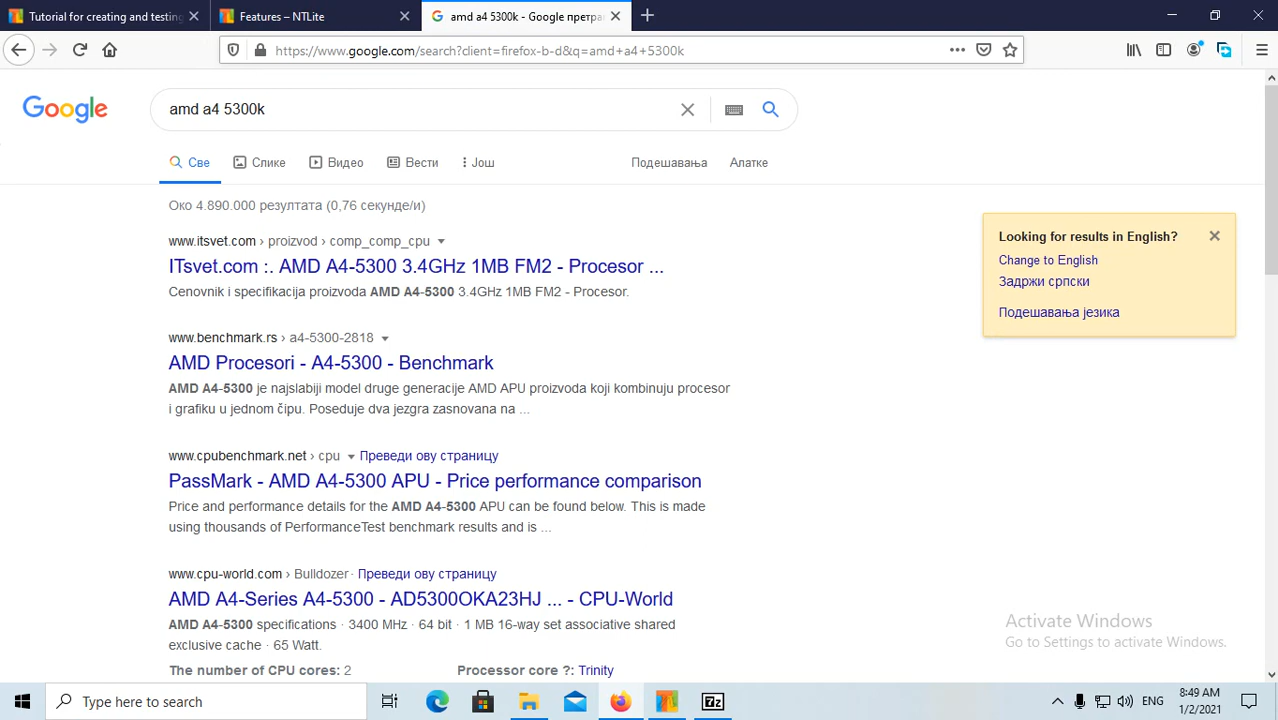 Tutorial for creating and testing
Features – NTLite
amd a4 5300k - Google претра
https://www.google.com/search?client=firefox-b-d&q=amd+a4+5300k
Google
amd a4 5300k
Све
Слике
Видео
Вести
Још
Подешавања
Алатке
Око 4.890.000 резултата (0,76 секунде/и)
www.itsvet.com › proizvod › comp_comp_cpu
ITsvet.com :. AMD A4-5300 3.4GHz 1MB FM2 - Procesor ...
Cenovnik i specifikacija proizvoda AMD A4-5300 3.4GHz 1MB FM2 - Procesor.
www.benchmark.rs › a4-5300-2818
AMD Procesori - A4-5300 - Benchmark
AMD A4-5300 je najslabiji model druge generacije AMD APU proizvoda koji kombinuju procesor
i grafiku u jednom čipu. Poseduje dva jezgra zasnovana na ...
www.cpubenchmark.net › cpu Преведи ову страницу
PassMark - AMD A4-5300 APU - Price performance comparison
Price and performance details for the AMD A4-5300 APU can be found below. This is made
using thousands of PerformanceTest benchmark results and is ...
www.cpu-world.com › Bulldozer · Преведи ову страницу
AMD A4-Series A4-5300 - AD5300OKA23HJ ... - CPU-World
AMD A4-5300 specifications · 3400 MHz · 64 bit · 1 MB 16-way set associative shared
exclusive cache · 65 Watt.
The number of CPU cores: 2
Processor core ?: Trinity
Looking for results in English?
Change to English
Задржи српски
Подешавања језика
Activate Windows
Go to Settings to activate Windows.
Type here to search
7z
ENG
8:49 AM
1/2/2021